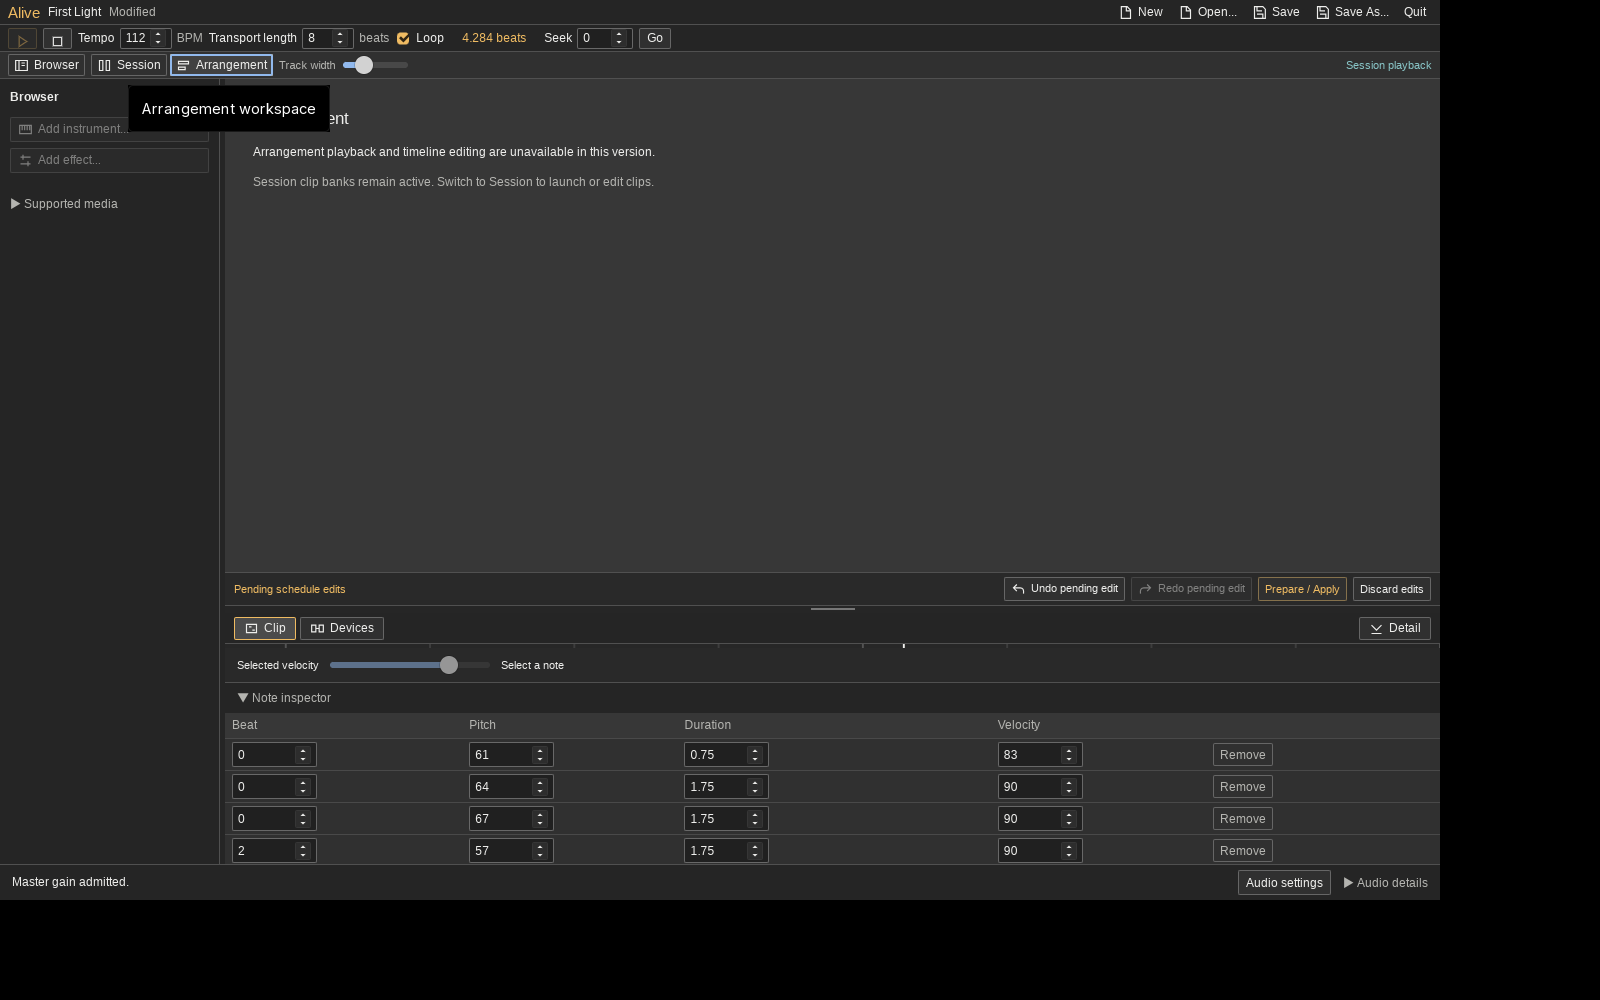 Alive First Light Modified New Open... Save Save As... Quit
Tempo 112 BPM Transport length 8 beats Loop 4.284 beats Seek 0 Go
Browser Session Arrangement Track width Session playback
Browser
Arrangement workspace
ent
Add instrument...
Add effect...
Supported media
Arrangement playback and timeline editing are unavailable in this version.
Session clip banks remain active. Switch to Session to launch or edit clips.
Pending schedule edits Undo pending edit Redo pending edit Prepare / Apply Discard edits
Clip Devices Detail
Selected velocity Select a note
Note inspector
Beat Pitch Duration Velocity
0 61 0.75 83 Remove
0 64 1.75 90 Remove
0 67 1.75 90 Remove
2 57 1.75 90 Remove
Master gain admitted. Audio settings Audio details